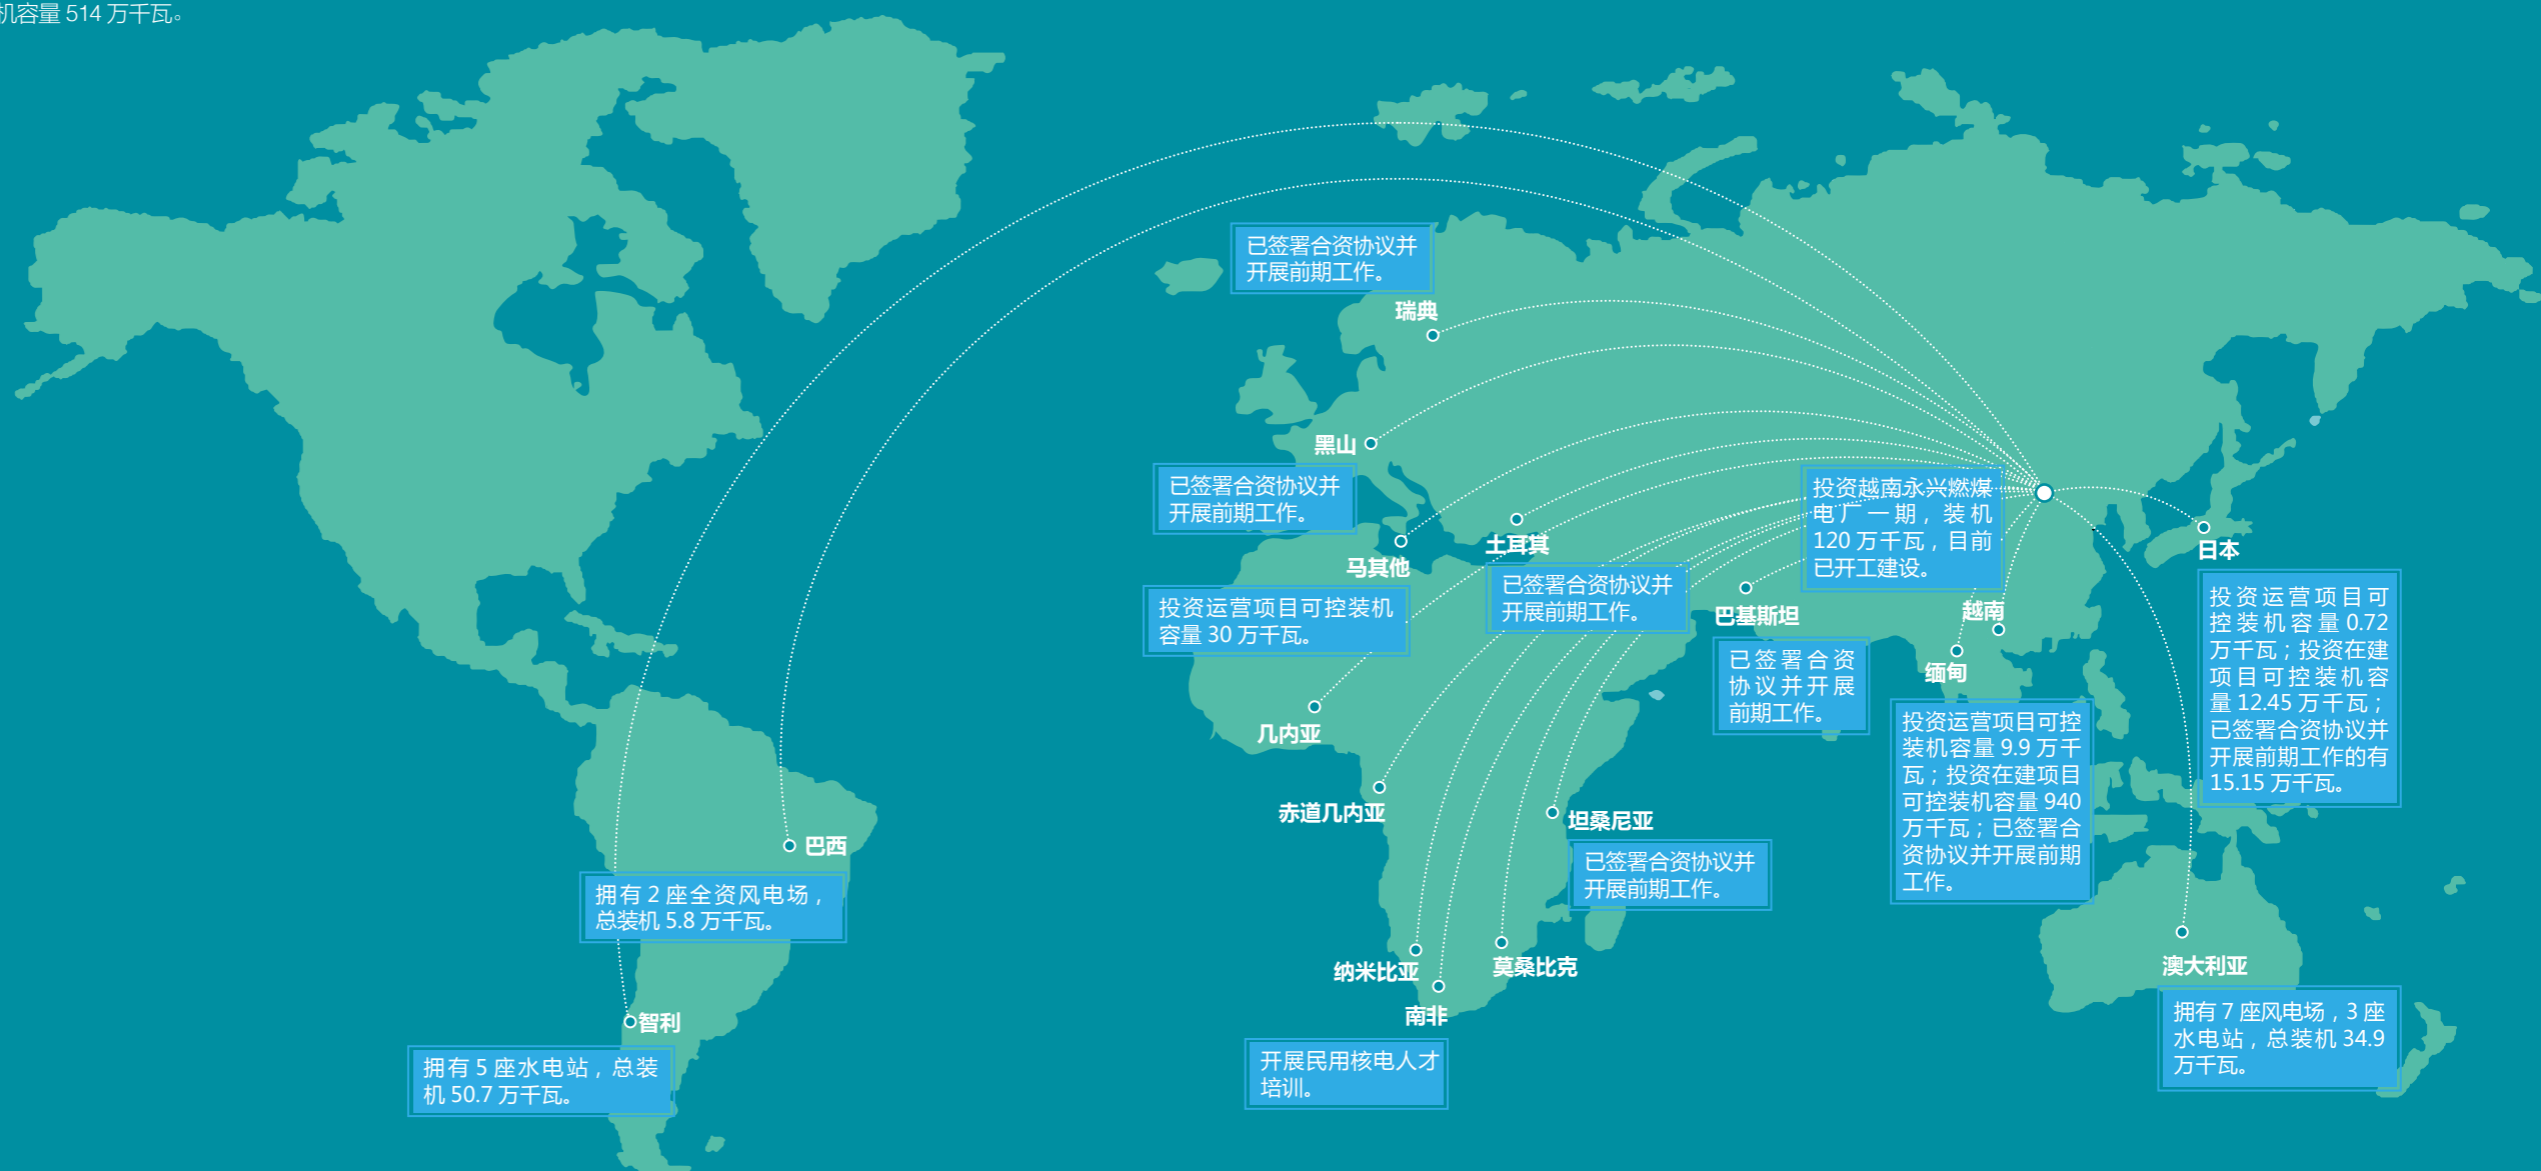 机容量 514 万千瓦。
已签署合资协议并
开展前期工作。
瑞典
黑山
已签署合资协议并
开展前期工作。
马其他
投资运营项目可控装机
容量 30 万千瓦。
土耳其
已签署合资协议并
开展前期工作。
投资越南永兴燃煤
电厂一期，装机
120 万千瓦，目前
已开工建设。
巴基斯坦
已签署合资
协议并开展
前期工作。
越南
缅甸
投资运营项目可控
装机容量 9.9 万千
瓦；投资在建项目
可控装机容量 940
万千瓦；已签署合
资协议并开展前期
工作。
日本
投资运营项目可
控装机容量 0.72
万千瓦；投资在建
项目可控装机容
量 12.45 万千瓦；
已签署合资协议并
开展前期工作的有
15.15 万千瓦。
几内亚
赤道几内亚
坦桑尼亚
已签署合资协议并
开展前期工作。
巴西
拥有 2 座全资风电场，
总装机 5.8 万千瓦。
纳米比亚
莫桑比克
南非
开展民用核电人才
培训。
澳大利亚
拥有 7 座风电场，3 座
水电站，总装机 34.9
万千瓦。
智利
拥有 5 座水电站，总装
机 50.7 万千瓦。